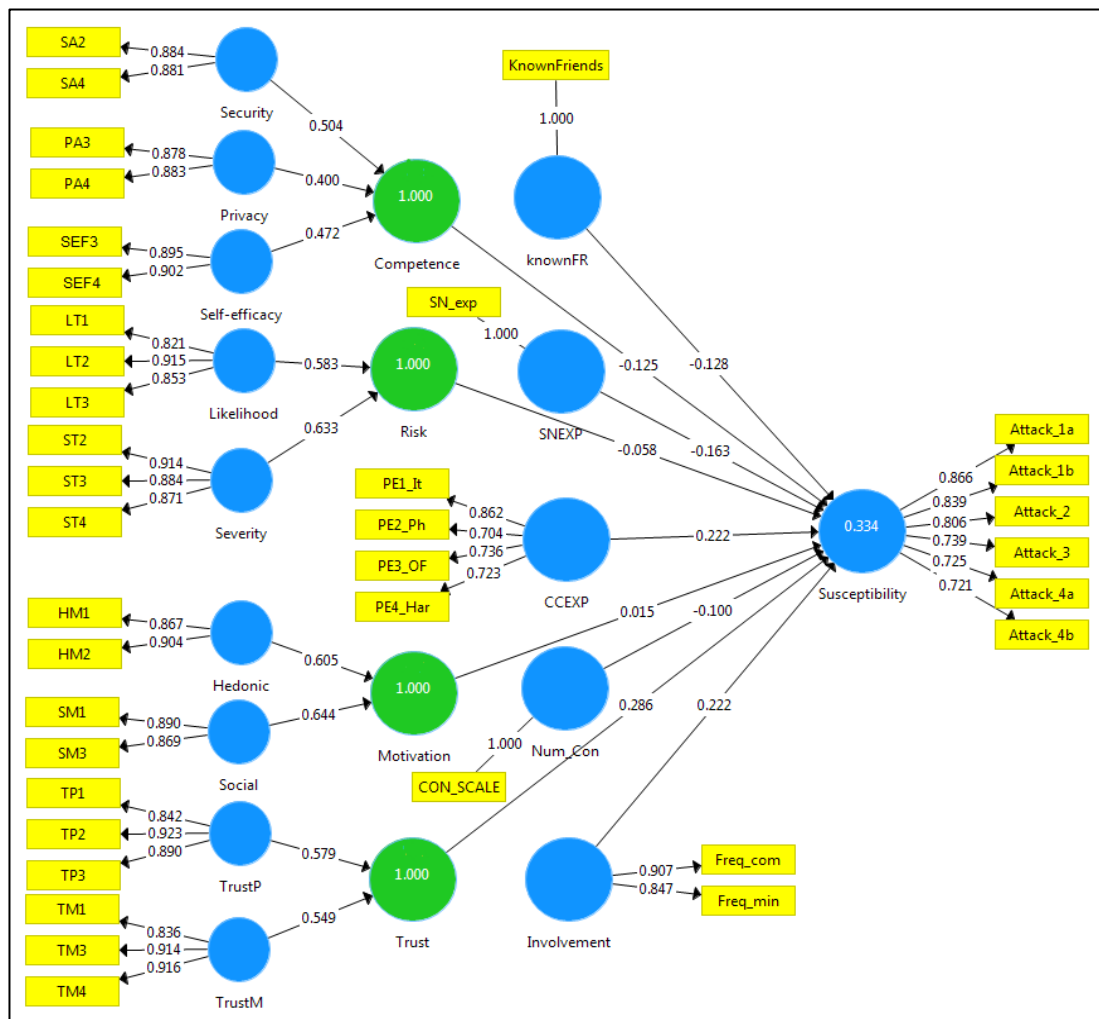 SA2
0.884
SA4
0.881
Security
0.504
PA3
0.878
PA4
0.883
Privacy
0.400
SEF3
0.895
SEF4
0.902
Self-efficacy
0.472
1.000
Competence
-0.125
LT1
0.821
LT2
0.915
LT3
0.853
Likelihood
0.583
ST2
0.914
ST3
0.884
ST4
0.871
Severity
0.633
1.000
Risk
-0.058
HM1
0.867
HM2
0.904
Hedonic
0.605
SM1
0.890
SM3
0.869
Social
0.644
1.000
Motivation
0.015
TP1
0.842
TP2
0.923
TP3
0.890
TrustP
0.579
TM1
0.836
TM3
0.914
TM4
0.916
TrustM
0.549
1.000
Trust
0.286
KnownFriends
1.000
knownFR
-0.128
SN_exp
1.000
SNEXP
-0.163
PE1_It
0.862
PE2_Ph
0.704
PE3_OF
0.736
PE4_Har
0.723
CCEXP
0.222
Num_Con
1.000
CON_SCALE
-0.100
Involvement
0.222
0.907
Freq_com
0.847
Freq_min
0.334
Susceptibility
0.866
Attack_1a
0.839
Attack_1b
0.806
Attack_2
0.739
Attack_3
0.725
Attack_4a
0.721
Attack_4b